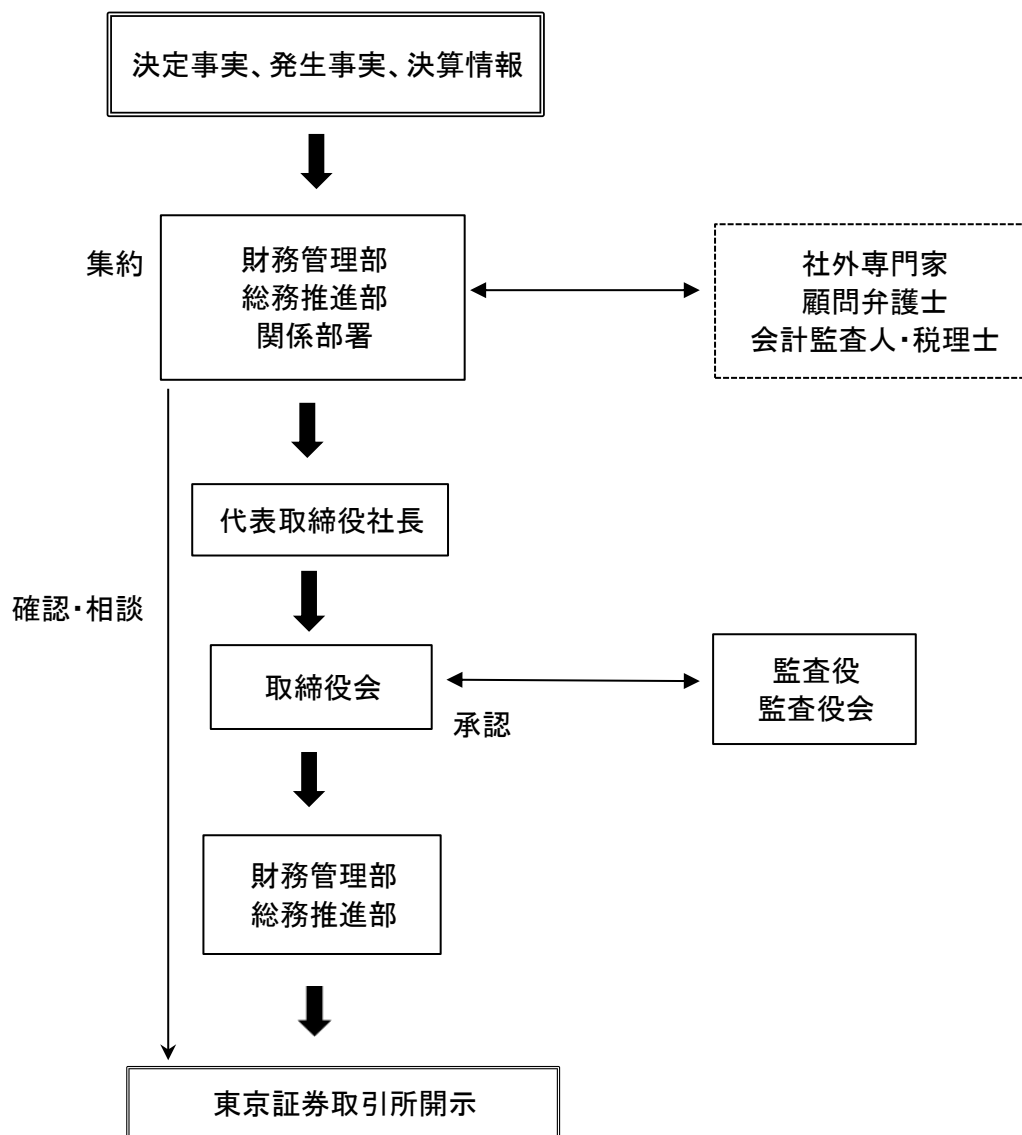 決定事実、発生事実、決算情報
集約
財務管理部
総務推進部
関係部署
社外専門家
顧問弁護士
会計監査人・税理士
代表取締役社長
確認・相談
取締役会
承認
監査役
監査役会
財務管理部
総務推進部
東京証券取引所開示